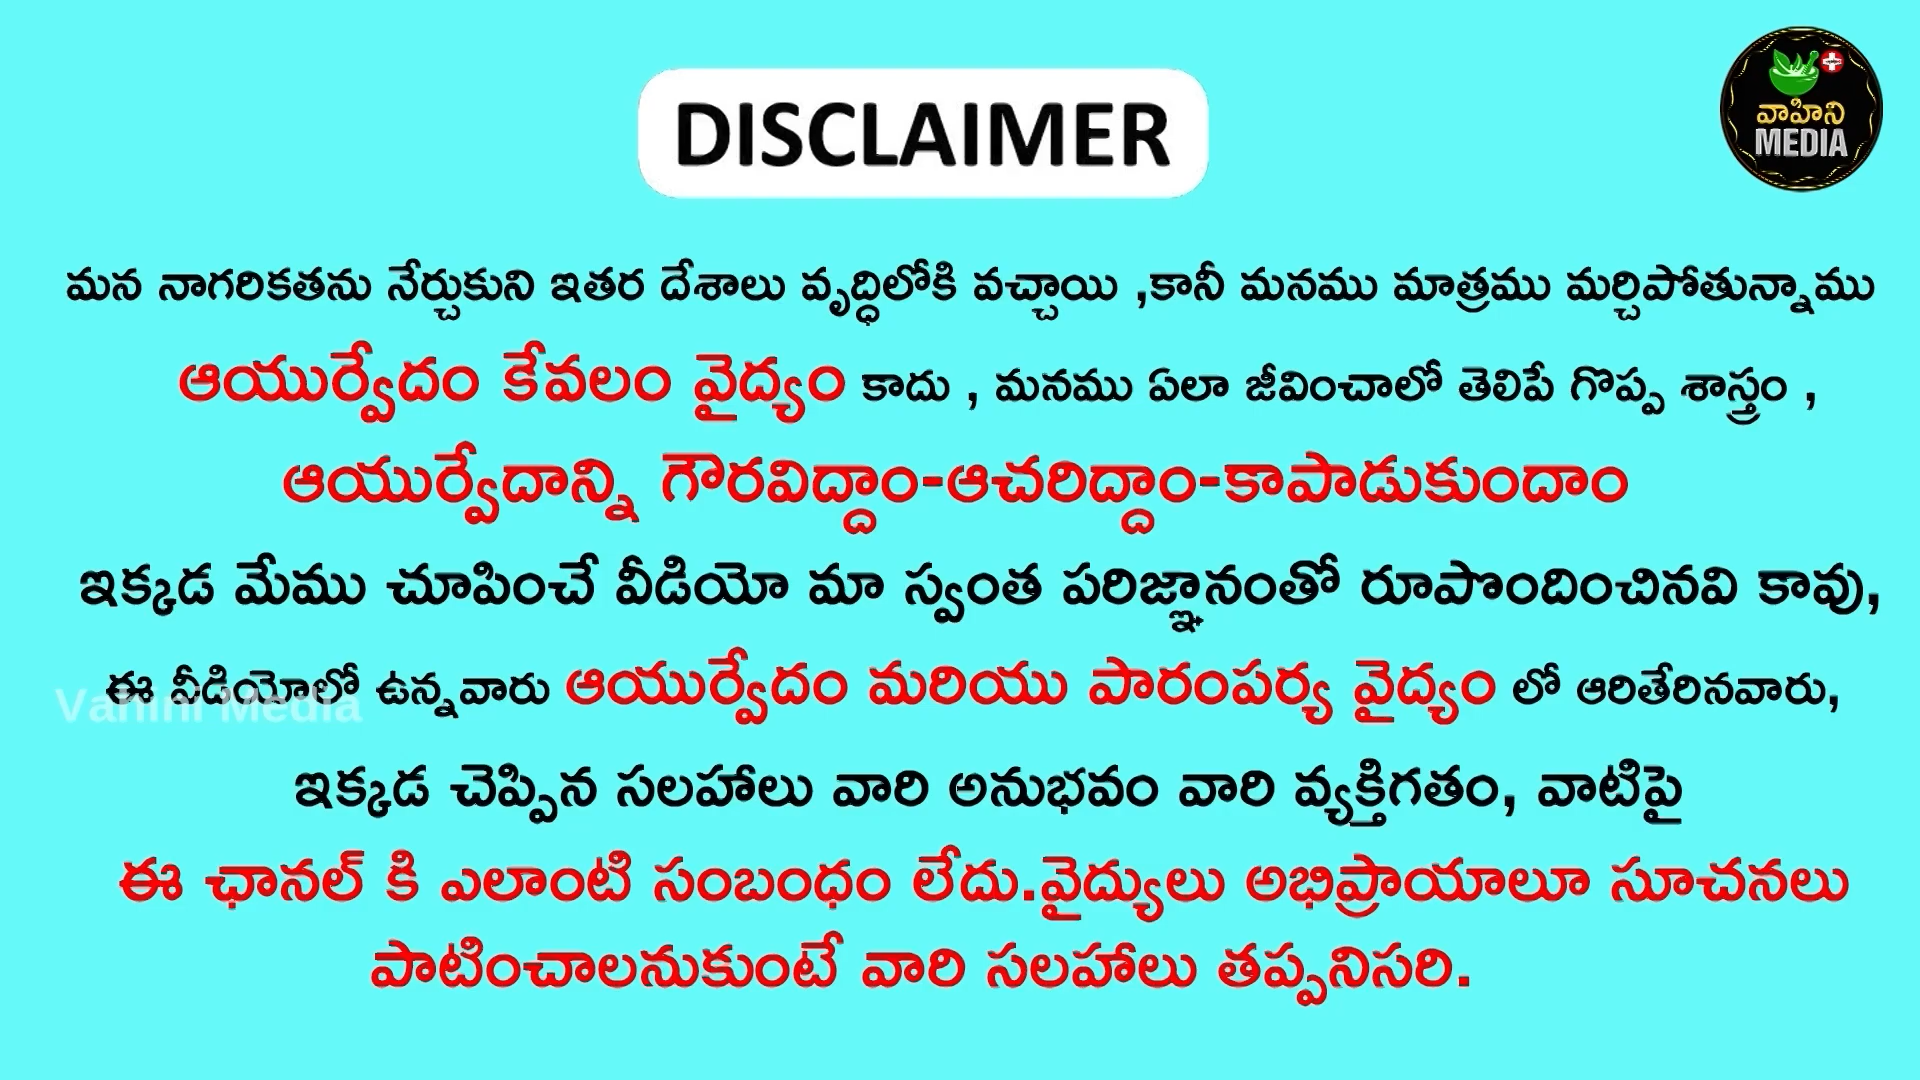 DISCLAIMER
వాహిని
MEDIA
మన నాగరికతను నేర్చుకుని ఇతర దేశాలు వృద్ధిలోకి వచ్చాయి ,కానీ మనము మాత్రము మర్చిపోతున్నాము
ఆయుర్వేదం కేవలం వైద్యం కాదు , మనము ఏలా జీవించాలో తెలిపే గొప్ప శాస్త్రం ,
ఆయుర్వేదాన్ని గౌరవిద్దాం-ఆచరిద్దాం-కాపాడుకుందాం
ఇక్కడ మేము చూపించే వీడియో మా స్వంత పరిజ్ఞానంతో రూపొందించినవి కావు,
ఈ వీడియోలో ఉన్నవారు ఆయుర్వేదం మరియు పారంపర్య వైద్యం లో ఆరితేరినవారు,
Vahini Media
ఇక్కడ చెప్పిన సలహాలు వారి అనుభవం వారి వ్యక్తిగతం, వాటిపై
ఈ ఛానల్ కి ఎలాంటి సంబంధం లేదు.వైద్యులు అభిప్రాయాలూ సూచనలు
పాటించాలనుకుంటే వారి సలహాలు తప్పనిసరి.